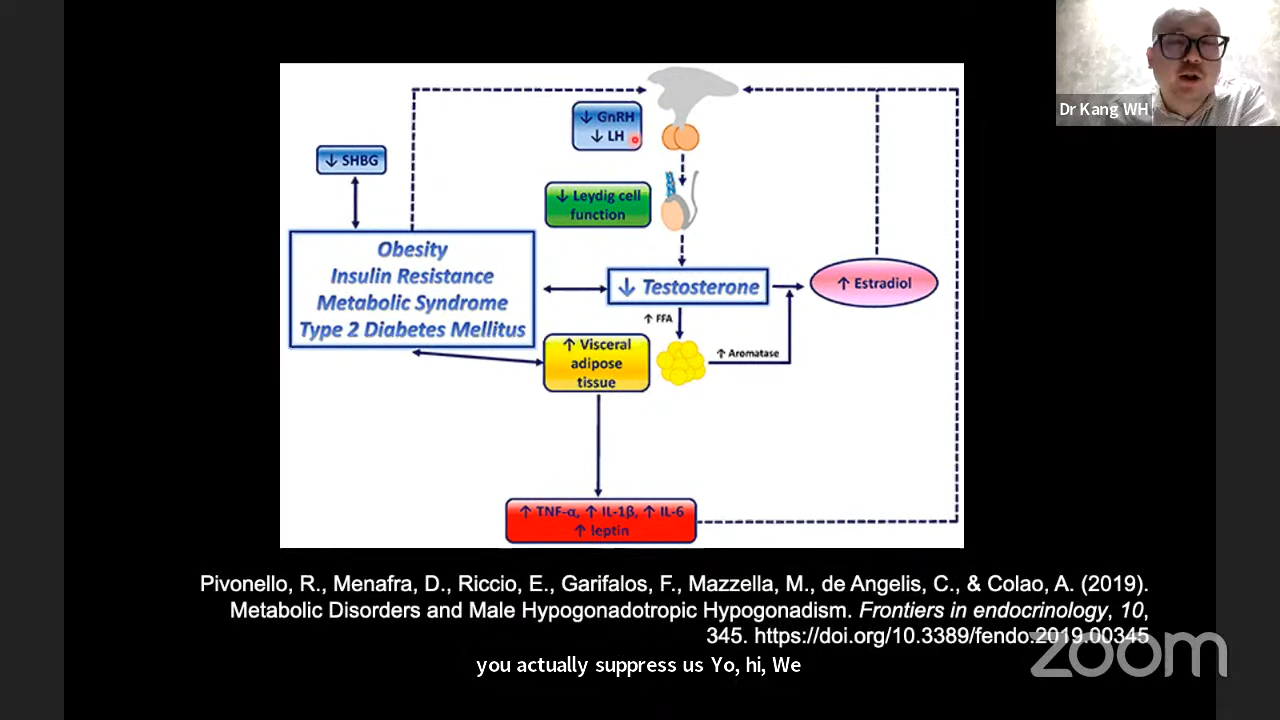 Dr Kang WH
↓ GnRH
↓ LH
↓ SHBG
↓ Leydig cell
function
Obesity
Insulin Resistance
Metabolic Syndrome
Type 2 Diabetes Mellitus
↓ Testosterone
↑ Estradiol
↑ FFA
↑ Visceral
adipose
tissue
↑ Aromatase
↑ TNF-α, ↑ IL-1β, ↑ IL-6
↑ leptin
Pivonello, R., Menafra, D., Riccio, E., Garifalos, F., Mazzella, M., de Angelis, C., & Colao, A. (2019).
Metabolic Disorders and Male Hypogonadotropic Hypogonadism. Frontiers in endocrinology, 10,
345. https://doi.org/10.3389/fendo.2019.00345
zoom
you actually suppress us Yo, hi, We